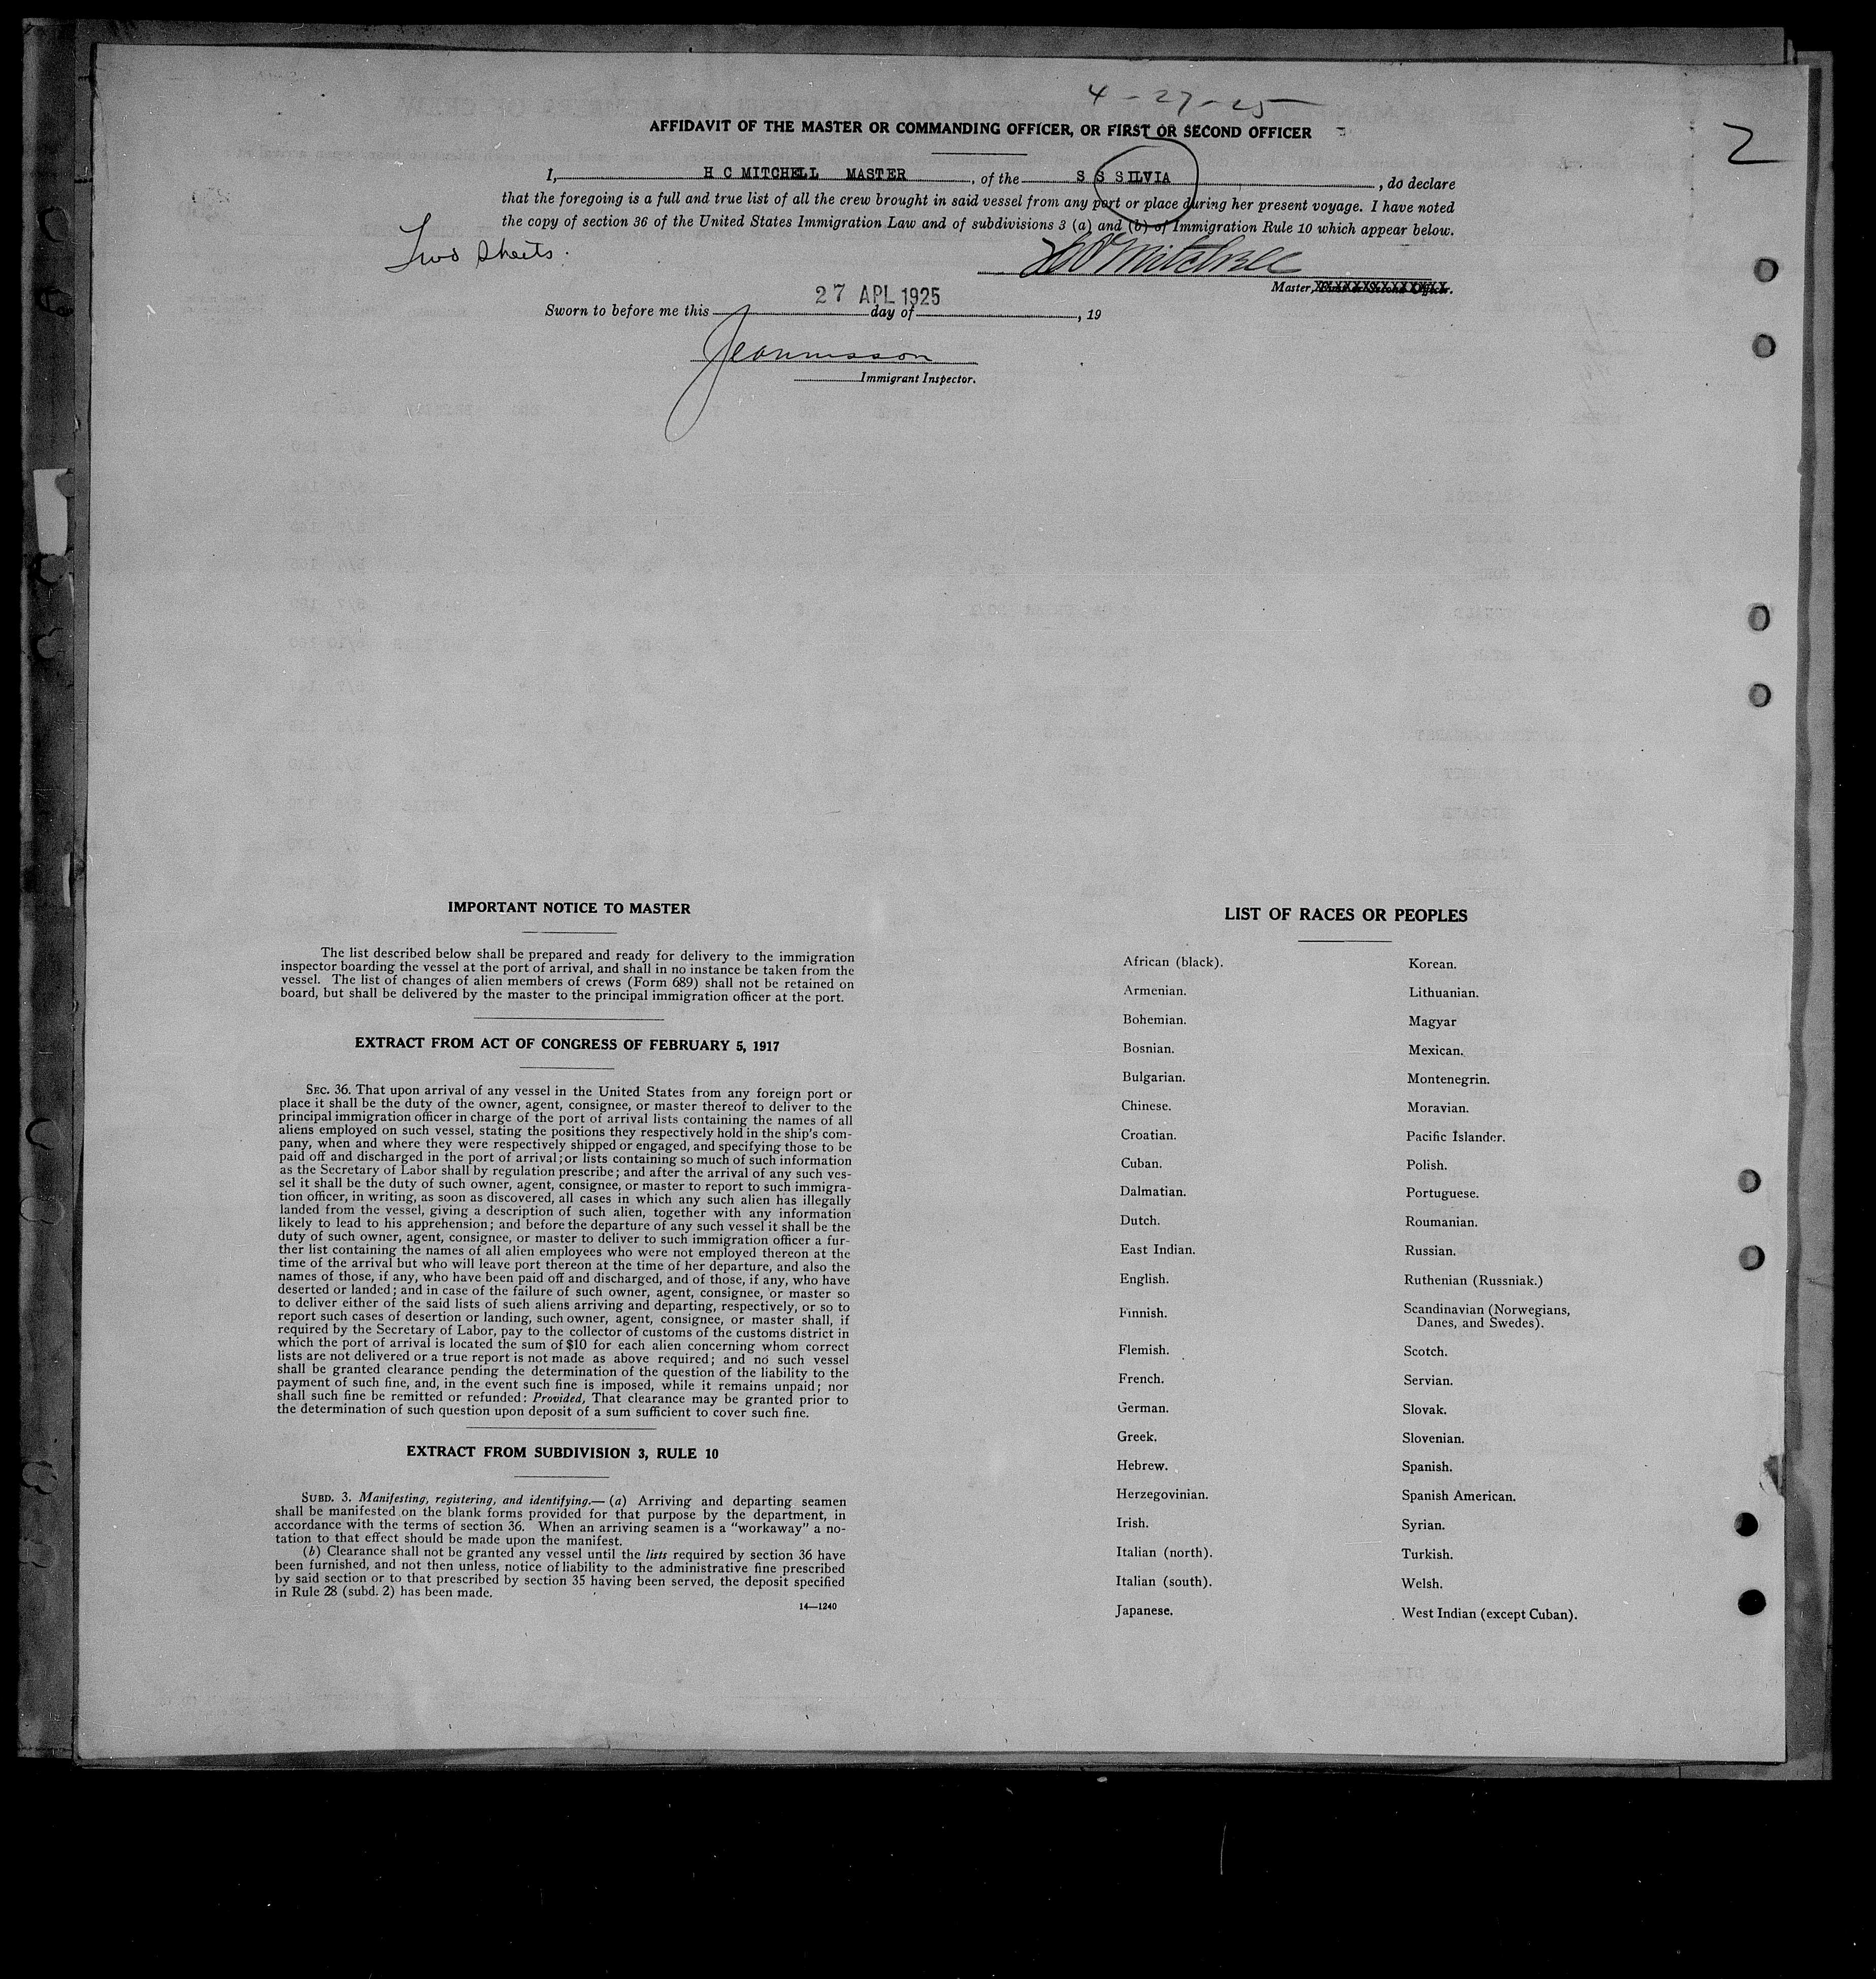 4-27-25
2
AFFIDAVIT OF THE MASTER OR COMMANDING OFFICER, OR FIRST OR SECOND OFFICER
I, H C MITCHELL MASTER, of the S S SILVIA, do declare
that the foregoing is a full and true list of all the crew brought in said vessel from any port or place during her present voyage. I have noted
the copy of section 36 of the United States Immigration Law and of subdivisions 3 (a) and (b) of Immigration Rule 10 which appear below.
Two Sheets.
Mitchell
Master, First or Second Officer.
27 APL 1925
Sworn to before me this day of , 19
Immigrant Inspector.
IMPORTANT NOTICE TO MASTER
The list described below shall be prepared and ready for delivery to the immigration
inspector boarding the vessel at the port of arrival, and shall in no instance be taken from the
vessel. The list of changes of alien members of crews (Form 689) shall not be retained on
board, but shall be delivered by the master to the principal immigration officer at the port.
EXTRACT FROM ACT OF CONGRESS OF FEBRUARY 5, 1917
SEC. 36. That upon arrival of any vessel in the United States from any foreign port or
place it shall be the duty of the owner, agent, consignee, or master thereof to deliver to the
principal immigration officer in charge of the port of arrival lists containing the names of all
aliens employed on such vessel, stating the positions they respectively hold in the ship's com-
pany, when and where they were respectively shipped or engaged, and specifying those to be
paid off and discharged in the port of arrival; or lists containing so much of such information
as the Secretary of Labor shall by regulation prescribe; and after the arrival of any such ves-
sel it shall be the duty of such owner, agent, consignee, or master to report to such immigra-
tion officer, in writing, as soon as discovered, all cases in which any such alien has illegally
landed from the vessel, giving a description of such alien, together with any information
likely to lead to his apprehension; and before the departure of any such vessel it shall be the
duty of such owner, agent, consignee, or master to deliver to such immigration officer a fur-
ther list containing the names of all alien employees who were not employed thereon at the
time of the arrival but who will leave port thereon at the time of her departure, and also the
names of those, if any, who have been paid off and discharged, and of those, if any, who have
deserted or landed; and in case of the failure of such owner, agent, consignee, or master so
to deliver either of the said lists of such aliens arriving and departing, respectively, or so to
report such cases of desertion or landing, such owner, agent, consignee, or master shall, if
required by the Secretary of Labor, pay to the collector of customs of the customs district in
which the port of arrival is located the sum of $10 for each alien concerning whom correct
lists are not delivered or a true report is not made as above required; and no such vessel
shall be granted clearance pending the determination of the question of the liability to the
payment of such fine, and, in the event such fine is imposed, while it remains unpaid; nor
shall such fine be remitted or refunded: Provided, That clearance may be granted prior to
the determination of such question upon deposit of a sum sufficient to cover such fine.
EXTRACT FROM SUBDIVISION 3, RULE 10
SUBD. 3. Manifesting, registering, and identifying.—(a) Arriving and departing seamen
shall be manifested on the blank forms provided for that purpose by the department, in
accordance with the terms of section 36. When an arriving seamen is a "workaway" a no-
tation to that effect should be made upon the manifest.
(b) Clearance shall not be granted any vessel until the lists required by section 36 have
been furnished, and not then unless, notice of liability to the administrative fine prescribed
by said section or to that prescribed by section 35 having been served, the deposit specified
in Rule 28 (subd. 2) has been made.
14—1240
LIST OF RACES OR PEOPLES
African (black).
Armenian.
Bohemian.
Bosnian.
Bulgarian.
Chinese.
Croatian.
Cuban.
Dalmatian.
Dutch.
East Indian.
English.
Finnish.
Flemish.
French.
German.
Greek.
Hebrew.
Herzegovinian.
Irish.
Italian (north).
Italian (south).
Japanese.
Korean.
Lithuanian.
Magyar
Mexican.
Montenegrin.
Moravian.
Pacific Islander.
Polish.
Portuguese.
Roumanian.
Russian.
Ruthenian (Russniak.)
Scandinavian (Norwegians,
Danes, and Swedes).
Scotch.
Servian.
Slovak.
Slovenian.
Spanish.
Spanish American.
Syrian.
Turkish.
Welsh.
West Indian (except Cuban).